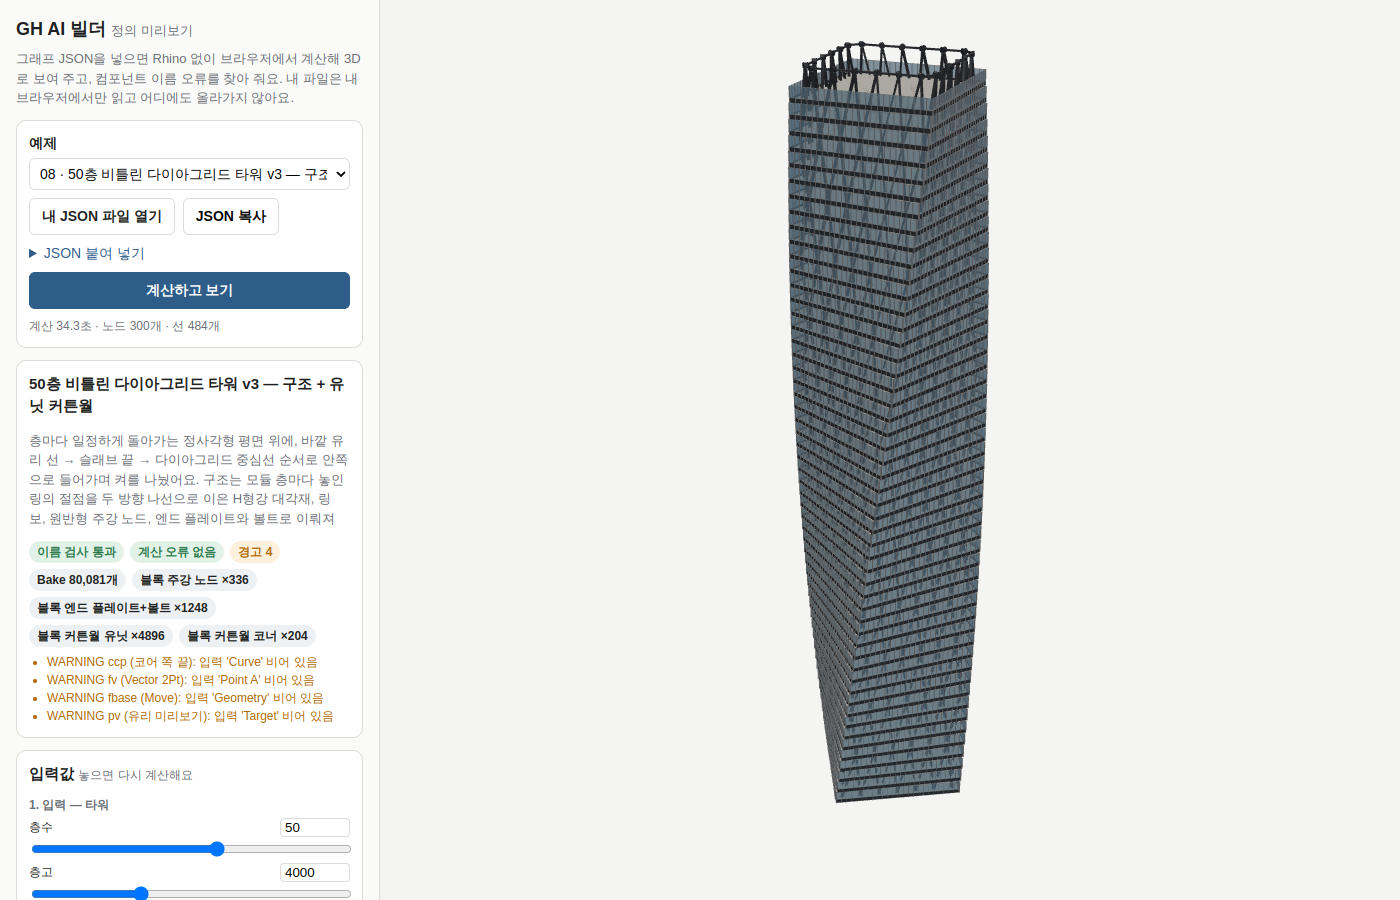 GH AI 빌더 정의 미리보기
그래프 JSON을 넣으면 Rhino 없이 브라우저에서 계산해 3D
로 보여 주고, 컴포넌트 이름 오류를 찾아 줘요. 내 파일은 내
브라우저에서만 읽고 어디에도 올라가지 않아요.
예제
08 · 50층 비틀린 다이아그리드 타워 v3 — 구조
내 JSON 파일 열기
JSON 복사
JSON 붙여 넣기
계산하고 보기
계산 34.3초 · 노드 300개 · 선 484개
50층 비틀린 다이아그리드 타워 v3 — 구조 + 유
닛 커튼월
층마다 일정하게 돌아가는 정사각형 평면 위에, 바깥 유
리 선 → 슬래브 끝 → 다이아그리드 중심선 순서로 안쪽
으로 들어가며 켜를 나눴어요. 구조는 모듈 층마다 놓인
링의 절점을 두 방향 나선으로 이은 H형강 대각재, 링
보, 원반형 주강 노드, 엔드 플레이트와 볼트로 이뤄져
이름 검사 통과 계산 오류 없음 경고 4
Bake 80,081개 블록 주강 노드 ×336
블록 엔드 플레이트+볼트 ×1248
블록 커튼월 유닛 ×4896 블록 커튼월 코너 ×204
WARNING ccp (코어 쪽 끝): 입력 'Curve' 비어 있음
WARNING fv (Vector 2Pt): 입력 'Point A' 비어 있음
WARNING fbase (Move): 입력 'Geometry' 비어 있음
WARNING pv (유리 미리보기): 입력 'Target' 비어 있음
입력값 놓으면 다시 계산해요
1. 입력 — 타워
층수 50
층고 4000